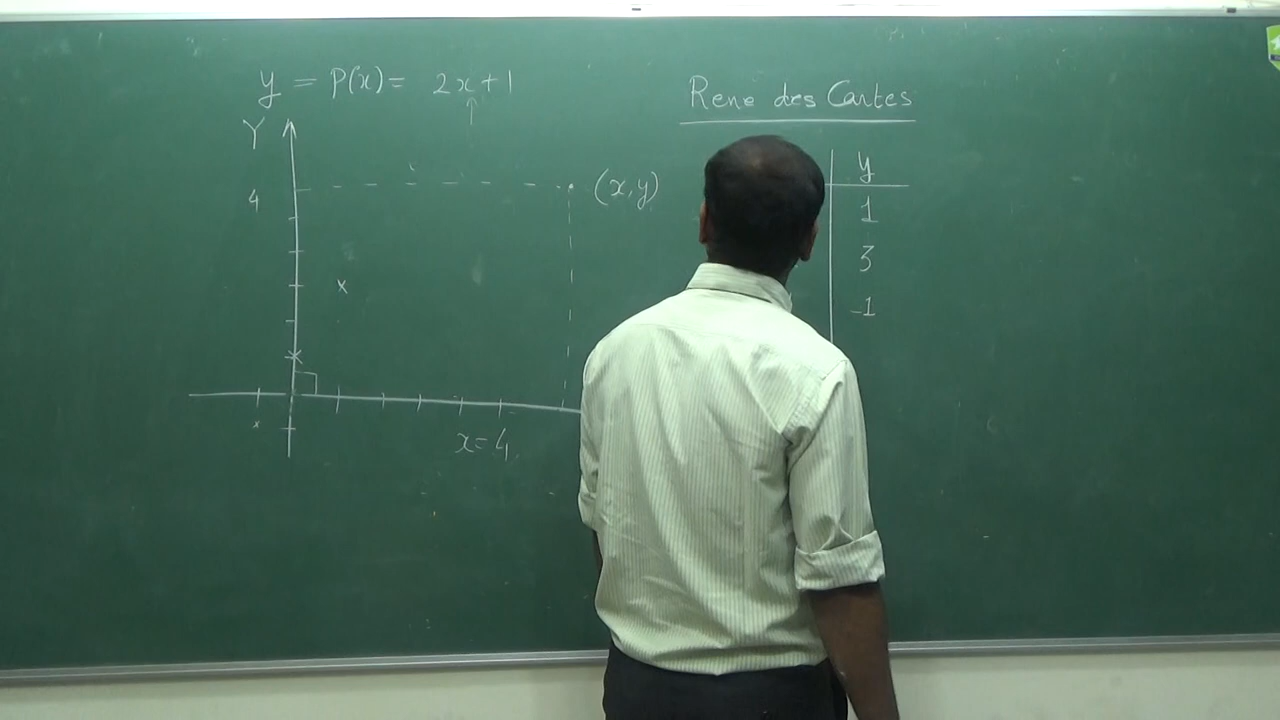 y = P(x) = 2x+1
Rene des Cartes
Y
4
(x,y)
y
1
3
-1
x
x=4